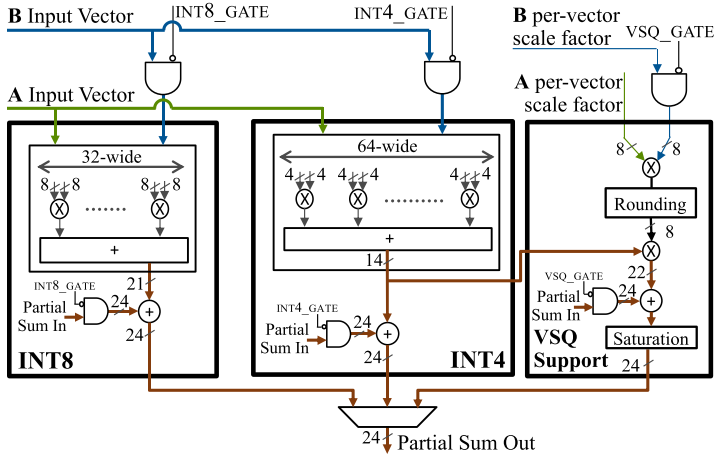 B Input Vector
INT8_GATE
INT4_GATE
B per-vector
scale factor
VSQ_GATE
A Input Vector
A per-vector
scale factor
32-wide
64-wide
8 8
8 8
4 4
4 4
4 4
8
8
X
X
X
X
X
X
Rounding
8
+
+
X
14
21
22
INT8_GATE
24
Partial
Sum In
+
24
INT4_GATE
24
Partial
Sum In
+
24
VSQ_GATE
24
Partial
Sum In
+
Saturation
24
INT8
INT4
VSQ
Support
24
Partial Sum Out